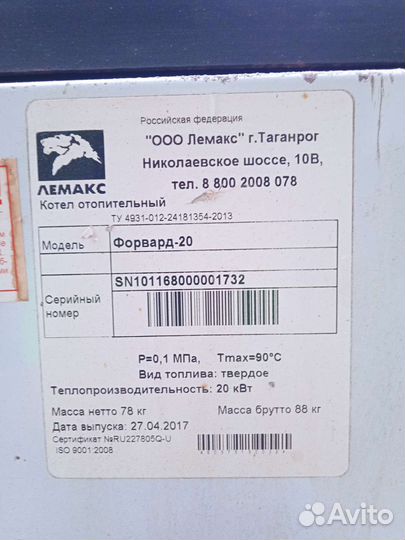 Российская федерация
"ООО Лемакс" г.Таганрог
Николаевское шоссе, 10В,
тел. 8 800 2008 078
ЛЕМАКС
Котел отопительный
ТУ 4931-012-24181354-2013
Модель Форвард-20
SN101168000001732
Серийный
номер
P=0,1 МПа, Tmax=90°C
Вид топлива: твердое
Теплопроизводительность: 20 кВт
Масса нетто 78 кг Масса брутто 88 кг
Дата выпуска: 27.04.2017
Сертификат №RU227805Q-U
ISO 9001:2008
Avito